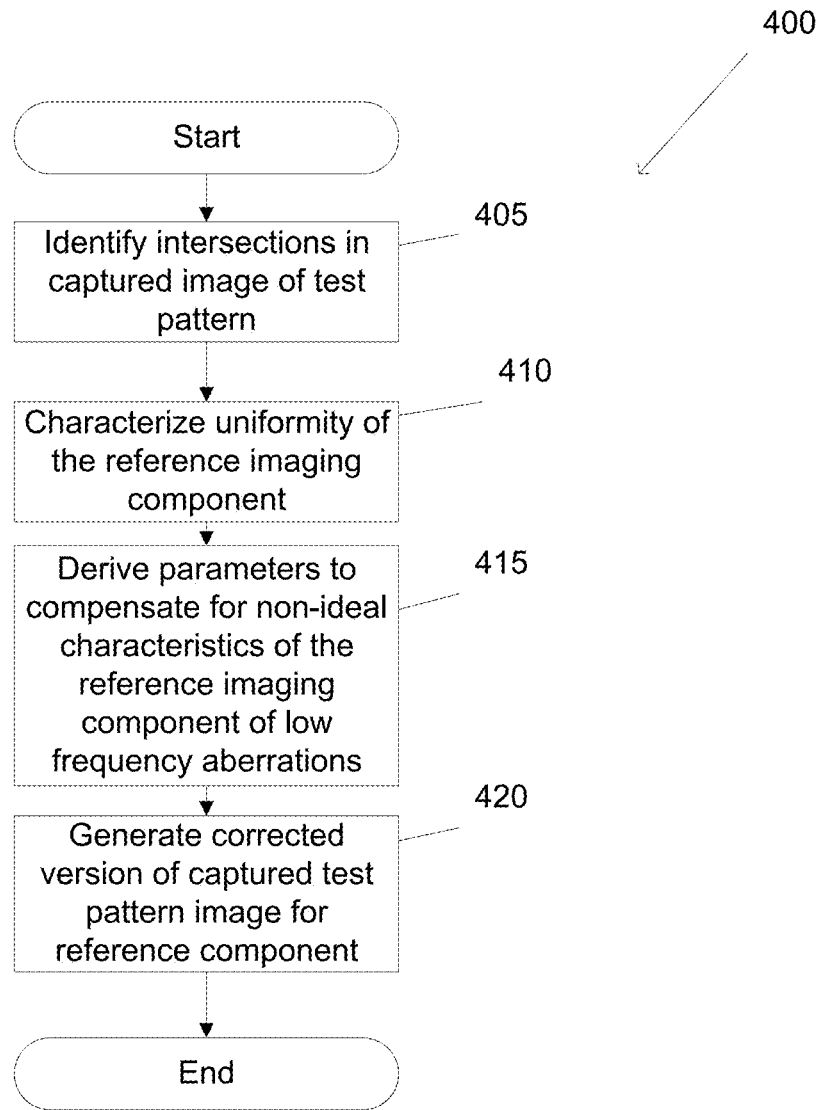 400
Start
405
Identify intersections in
captured image of test
pattern
410
Characterize uniformity of
the reference imaging
component
415
Derive parameters to
compensate for non-ideal
characteristics of the
reference imaging
component of low
frequency aberrations
420
Generate corrected
version of captured test
pattern image for
reference component
End